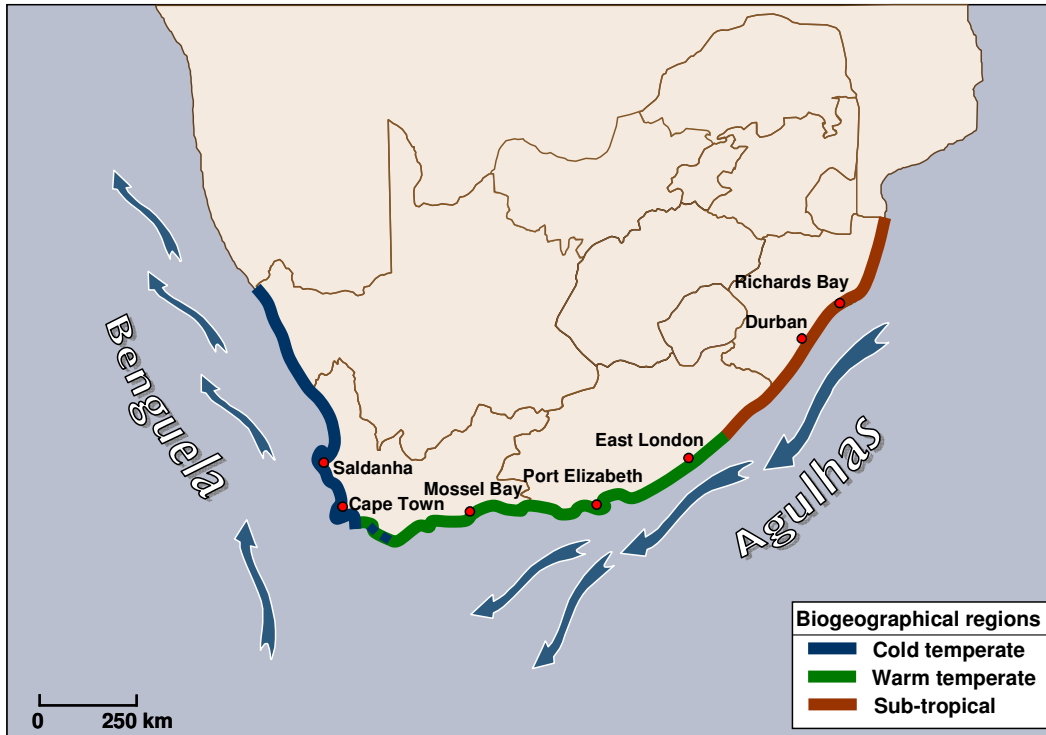 Richards Bay
Durban
Benguela
Agulhas
East London
Saldanha
Port Elizabeth
Mossel Bay
Cape Town
Biogeographical regions
Cold temperate
Warm temperate
Sub-tropical
0 250 km